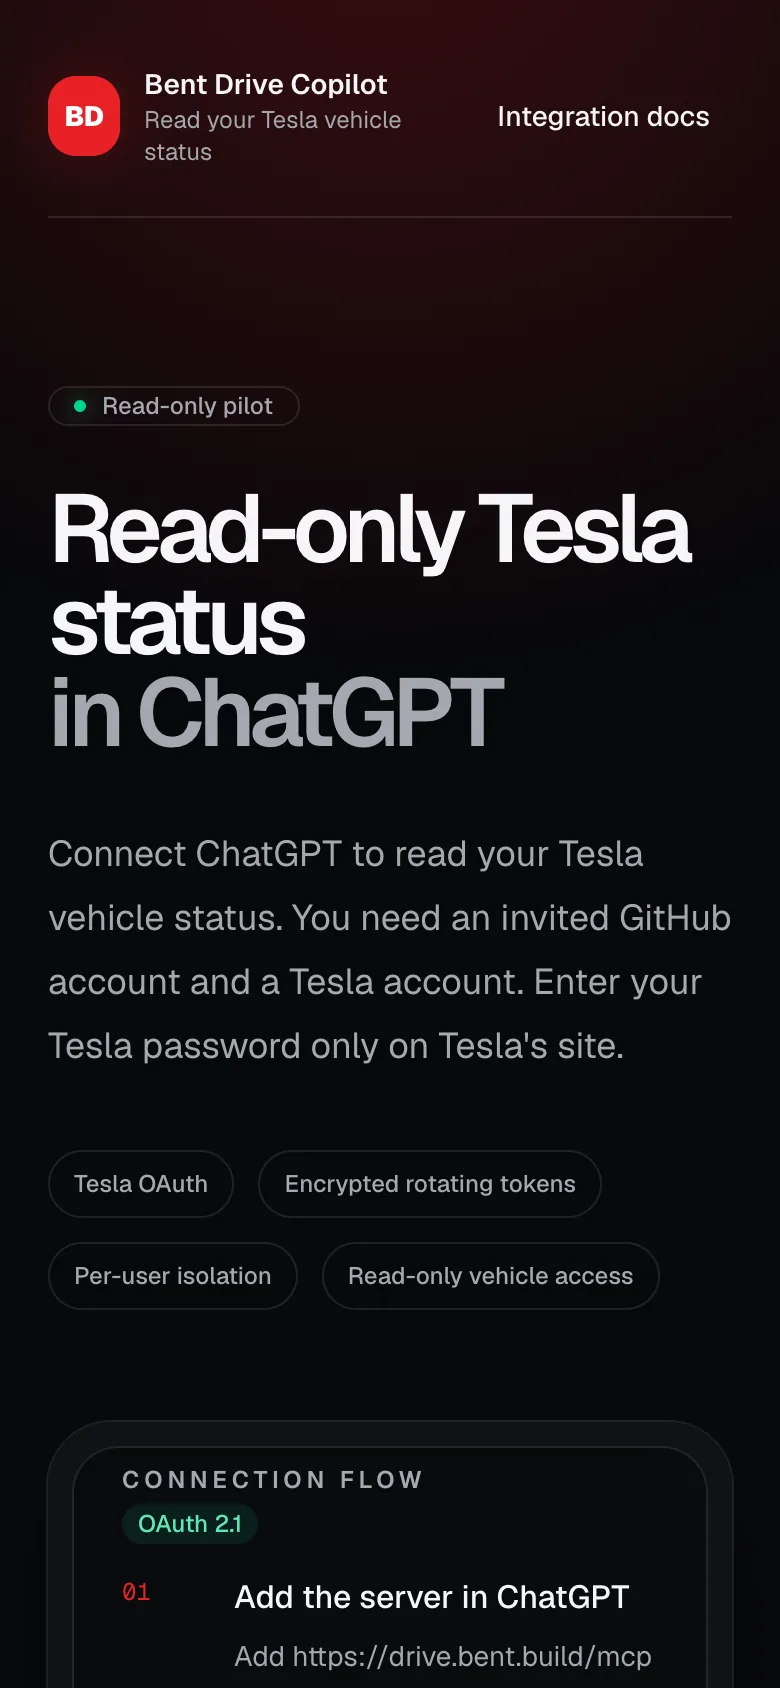 BD
Bent Drive Copilot
Read your Tesla vehicle
status
Integration docs
Read-only pilot
Read-only Tesla
status
in ChatGPT
Connect ChatGPT to read your Tesla
vehicle status. You need an invited GitHub
account and a Tesla account. Enter your
Tesla password only on Tesla's site.
Tesla OAuth
Encrypted rotating tokens
Per-user isolation
Read-only vehicle access
CONNECTION FLOW
OAuth 2.1
01
Add the server in ChatGPT
Add https://drive.bent.build/mcp